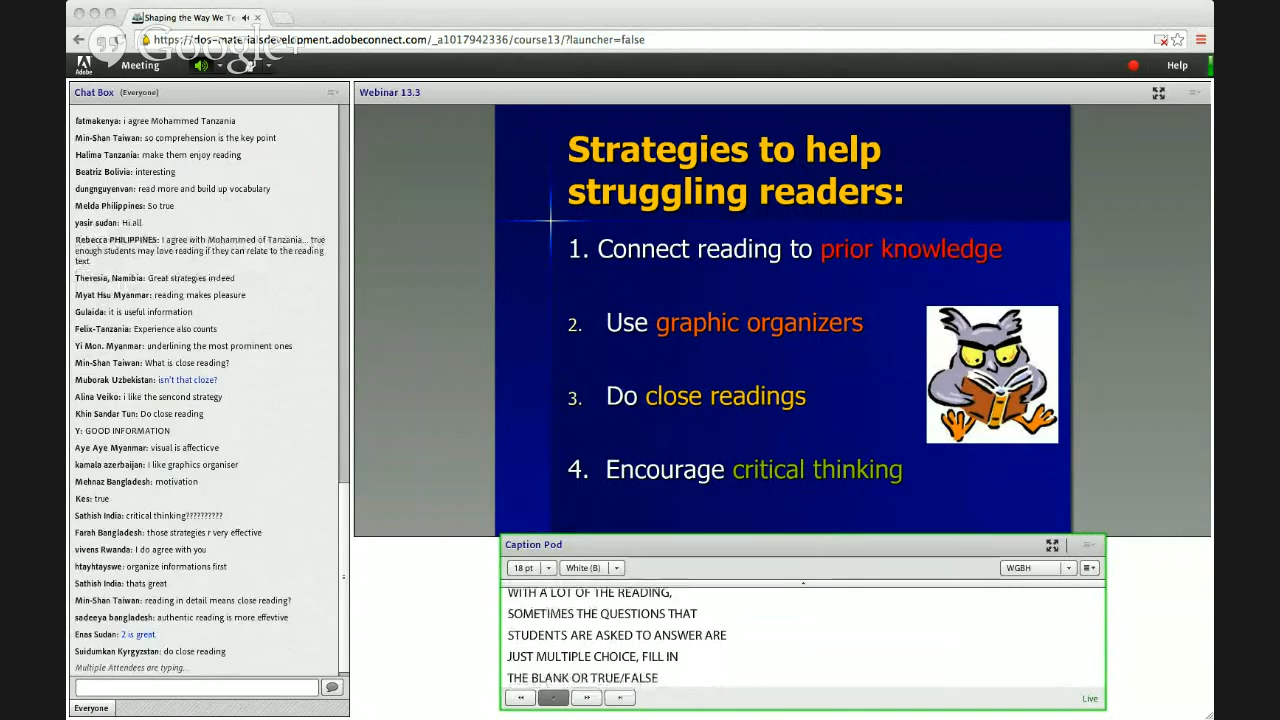 Shaping the Way We Te
https://dos-materialsdevelopment.adobeconnect.com/_a1017942336/course13/?launcher=false
Google+
Adobe
Meeting
Help
Chat Box (Everyone)
fatmakenya: i agree Mohammed Tanzania
Min-Shan Taiwan: so comprehension is the key point
Halima Tanzania: make them enjoy reading
Beatriz Bolivia: interesting
dungnguyenvan: read more and build up vocabulary
Melda Philippines: So true
yasir sudan: Hi.all
Rebecca PHILIPPINES: I agree with Mohammed of Tanzania... true
enough students may love reading if they can relate to the reading
text.
Theresia, Namibia: Great strategies indeed
Myat Hsu Myanmar: reading makes pleasure
Gulaida: it is useful information
Felix-Tanzania: Experience also counts
Yi Mon. Myanmar: underlining the most prominent ones
Min-Shan Taiwan: What is close reading?
Muborak Uzbekistan: isn't that cloze?
Alina Veiko: i like the sencond strategy
Khin Sandar Tun: Do close reading
Y: GOOD INFORMATION
Aye Aye Myanmar: visual is affecticve
kamala azerbaijan: I like graphics organiser
Mehnaz Bangladesh: motivation
Kes: true
Sathish India: critical thinking??????????
Farah Bangladesh: those strategies r very effective
vivens Rwanda: I do agree with you
htayhtayswe: organize informations first
Sathish India: thats great
Min-Shan Taiwan: reading in detail means close reading?
sadeeya bangladesh: authentic reading is more effevtive
Enas Sudan: 2 is great.
Suidumkan Kyrgyzstan: do close reading
Multiple Attendees are typing...
Everyone
Webinar 13.3
Strategies to help
struggling readers:
1. Connect reading to prior knowledge
2. Use graphic organizers
3. Do close readings
4. Encourage critical thinking
Caption Pod
18 pt
White (B)
WGBH
WITH A LOT OF THE READING,
SOMETIMES THE QUESTIONS THAT
STUDENTS ARE ASKED TO ANSWER ARE
JUST MULTIPLE CHOICE, FILL IN
THE BLANK OR TRUE/FALSE
Live